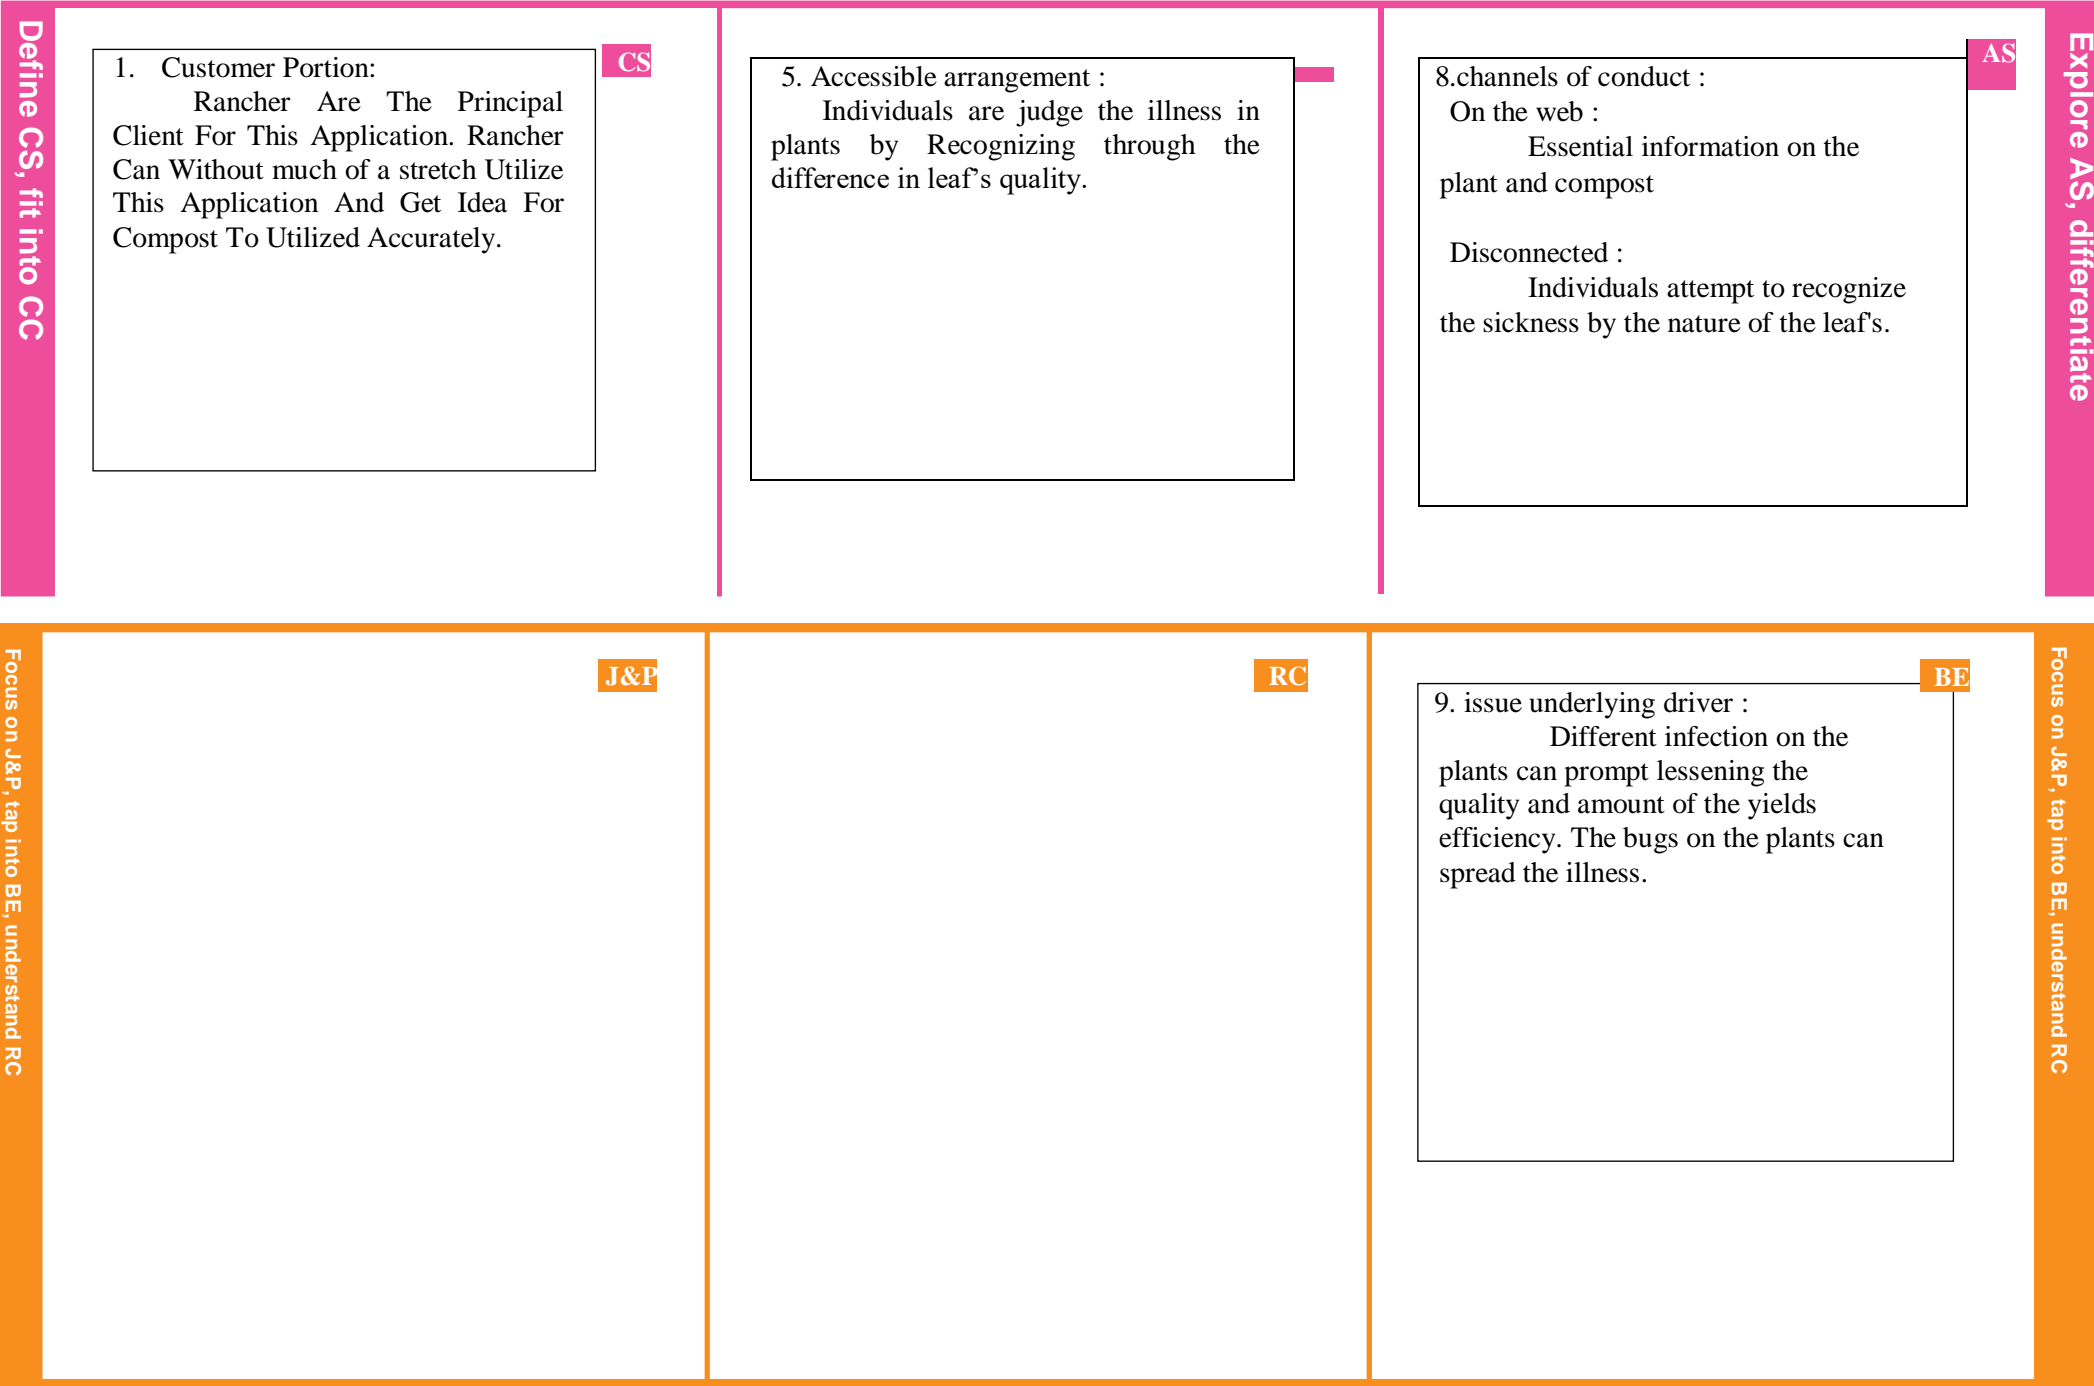 Define CS, fit into CC
1. Customer Portion:
Rancher Are The Principal
Client For This Application. Rancher
Can Without much of a stretch Utilize
This Application And Get Idea For
Compost To Utilized Accurately.
CS
5. Accessible arrangement :
Individuals are judge the illness in
plants by Recognizing through the
difference in leaf’s quality.
8.channels of conduct :
On the web :
Essential information on the
plant and compost
Disconnected :
Individuals attempt to recognize
the sickness by the nature of the leaf's.
AS
Explore AS, differentiate
Focus on J&P, tap into BE, understand RC
J&P
RC
BE
9. issue underlying driver :
Different infection on the
plants can prompt lessening the
quality and amount of the yields
efficiency. The bugs on the plants can
spread the illness.
Focus on J&P, tap into BE, understand RC